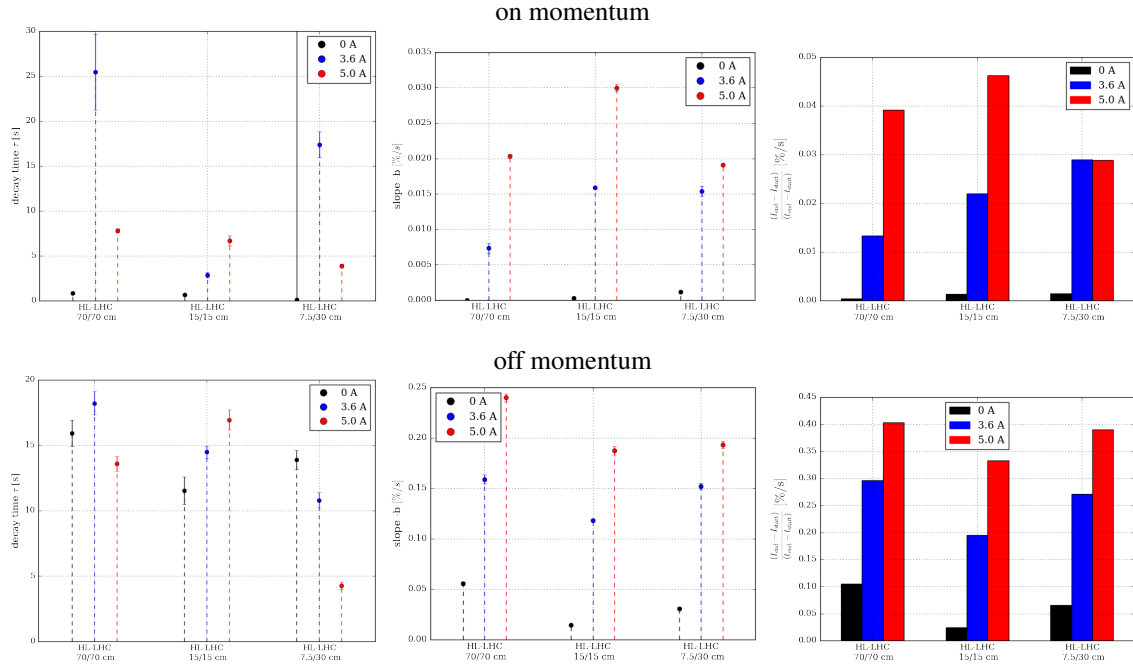 on momentum
30
25
20
15
10
5
0
decay time τ [s]
0 A
3.6 A
5.0 A
HL-LHC
70/70 cm
HL-LHC
15/15 cm
HL-LHC
7.5/30 cm
0.035
0.030
0.025
0.020
0.015
0.010
0.005
0.000
slope -b [%/s]
0 A
3.6 A
5.0 A
HL-LHC
70/70 cm
HL-LHC
15/15 cm
HL-LHC
7.5/30 cm
0.05
0.04
0.03
0.02
0.01
0.00
(I_end − I_start)/(t_end − t_start) [%/s]
0 A
3.6 A
5.0 A
HL-LHC
70/70 cm
HL-LHC
15/15 cm
HL-LHC
7.5/30 cm
off momentum
20
15
10
5
0
decay time τ [s]
0 A
3.6 A
5.0 A
HL-LHC
70/70 cm
HL-LHC
15/15 cm
HL-LHC
7.5/30 cm
0.25
0.20
0.15
0.10
0.05
0.00
slope -b [%/s]
0 A
3.6 A
5.0 A
HL-LHC
70/70 cm
HL-LHC
15/15 cm
HL-LHC
7.5/30 cm
0.45
0.40
0.35
0.30
0.25
0.20
0.15
0.10
0.05
0.00
(I_end − I_start)/(t_end − t_start) [%/s]
0 A
3.6 A
5.0 A
HL-LHC
70/70 cm
HL-LHC
15/15 cm
HL-LHC
7.5/30 cm